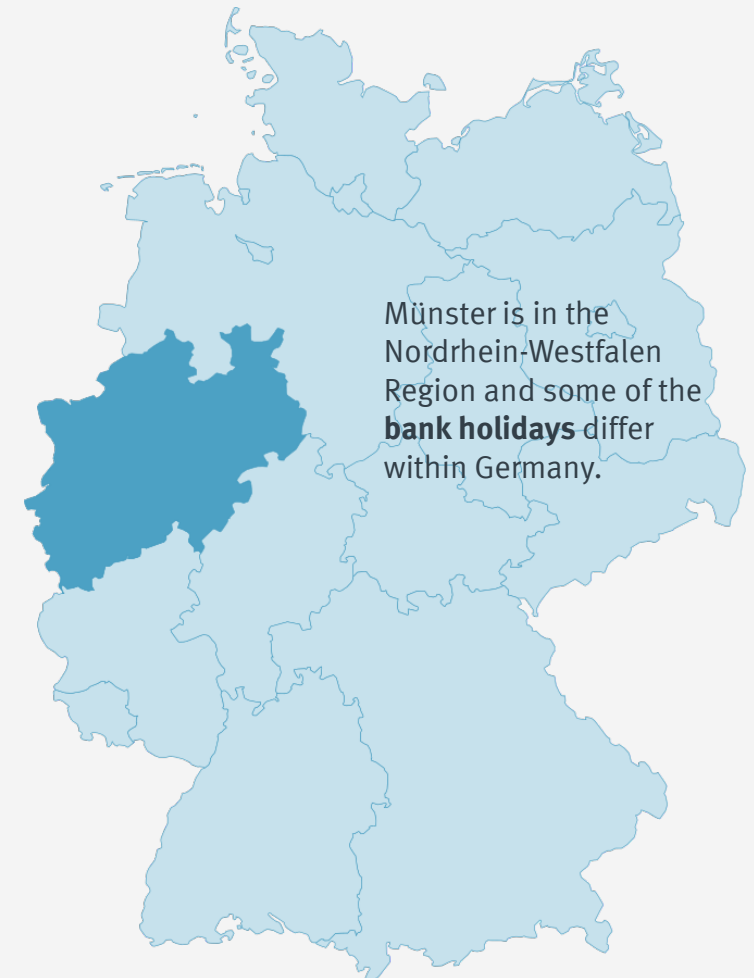 Münster is in the
Nordrhein-Westfalen
Region and some of the
bank holidays differ
within Germany.